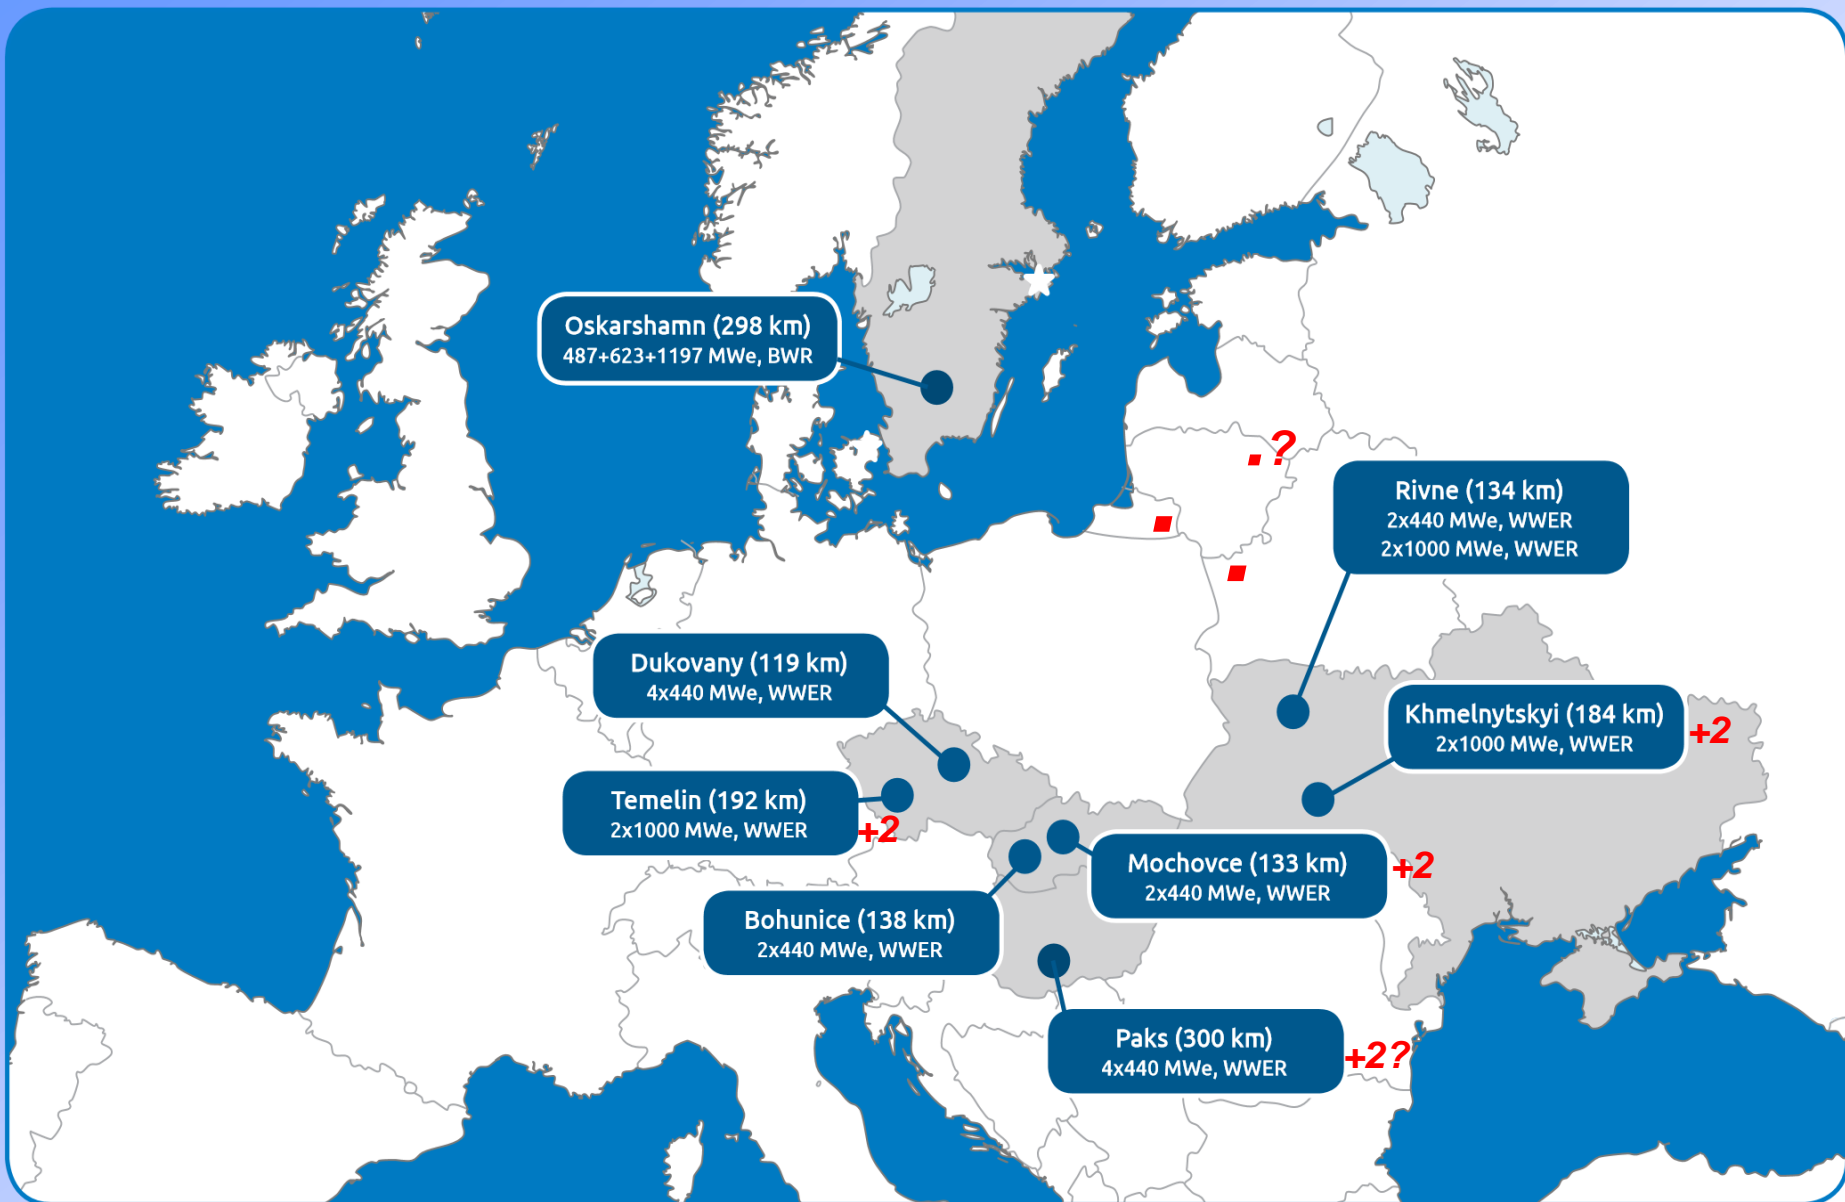 Oskarshamn (298 km)
487+623+1197 MWe, BWR
?
Rivne (134 km)
2x440 MWe, WWER
2x1000 MWe, WWER
Dukovany (119 km)
4x440 MWe, WWER
Khmelnytskyi (184 km)
2x1000 MWe, WWER
+2
Temelin (192 km)
2x1000 MWe, WWER
+2
Mochovce (133 km)
2x440 MWe, WWER
+2
Bohunice (138 km)
2x440 MWe, WWER
Paks (300 km)
4x440 MWe, WWER
+2?